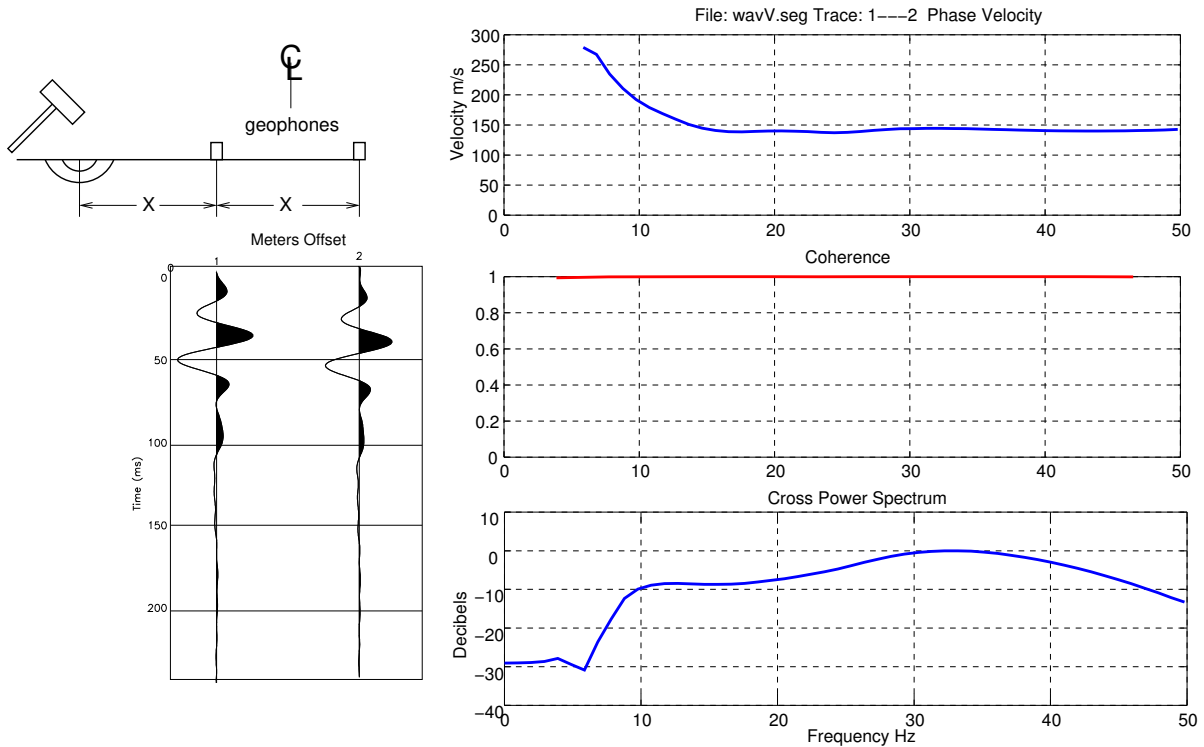 CL
geophones
X X
Meters Offset
1 2
0
0
50
100
150
200
Time (ms)
File: wavV.seg Trace: 1---2 Phase Velocity
300
250
200
150
100
50
0
Velocity m/s
0 10 20 30 40 50
Coherence
1
0.8
0.6
0.4
0.2
0
0 10 20 30 40 50
Cross Power Spectrum
10
0
−10
−20
−30
−40
Decibels
0 10 20 30 40 50
Frequency Hz